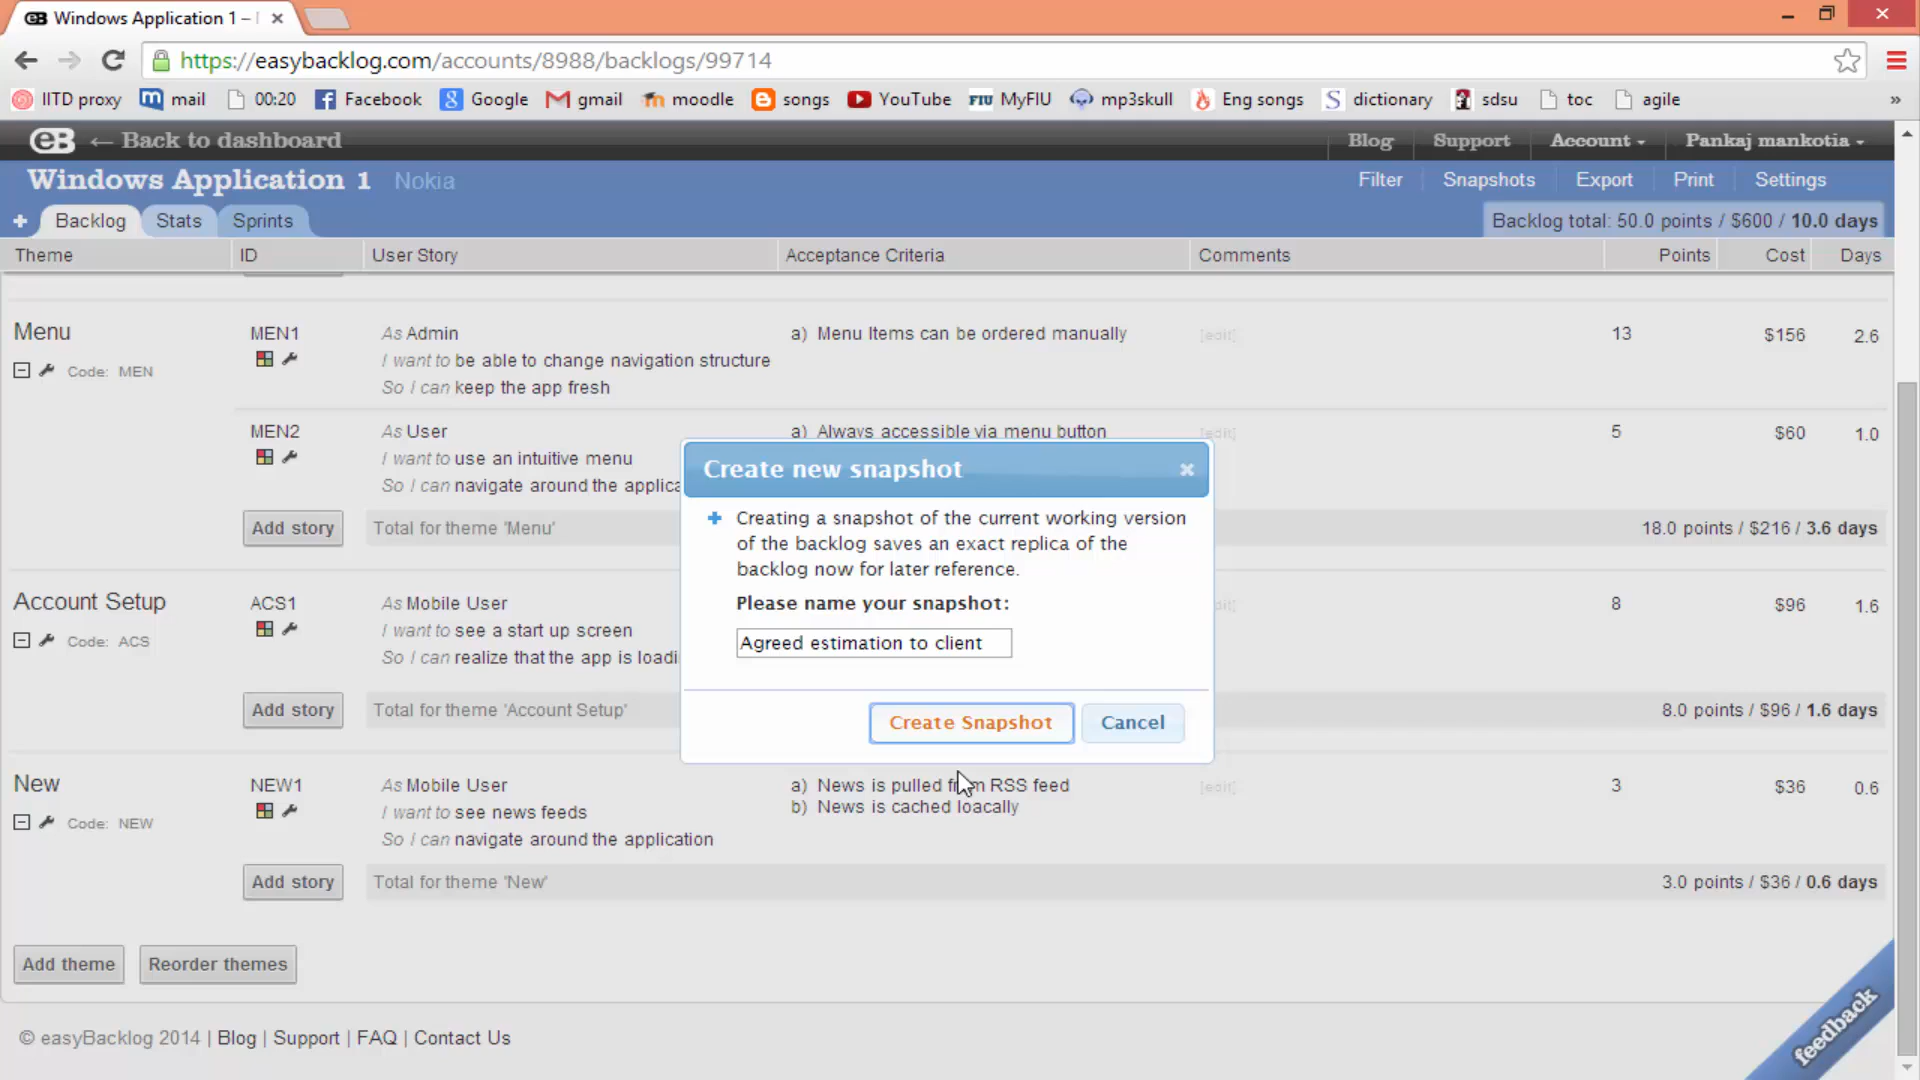 eB Windows Application 1 –
https://easybacklog.com/accounts/8988/backlogs/99714
IITD proxy mail 00:20 Facebook Google gmail moodle songs YouTube FIU MyFIU mp3skull Eng songs dictionary sdsu toc agile »
eB ← Back to dashboard Blog Support Account Pankaj mankotia
Windows Application 1 Nokia Filter Snapshots Export Print Settings
+ Backlog Stats Sprints Backlog total: 50.0 points / $600 / 10.0 days
Theme ID User Story Acceptance Criteria Comments Points Cost Days
Menu MEN1 As Admin a) Menu Items can be ordered manually [edit] 13 $156 2.6
I want to be able to change navigation structure
Code: MEN
So I can keep the app fresh
MEN2 As User a) Always accessible via menu button [edit] 5 $60 1.0
I want to use an intuitive menu
So I can navigate around the applica
Add story Total for theme 'Menu' 18.0 points / $216 / 3.6 days
Create new snapshot
Creating a snapshot of the current working version
of the backlog saves an exact replica of the
backlog now for later reference.
Please name your snapshot:
Agreed estimation to client
Create Snapshot Cancel
Account Setup ACS1 As Mobile User 8 $96 1.6
I want to see a start up screen
Code: ACS
So I can realize that the app is loadi
Add story Total for theme 'Account Setup' 8.0 points / $96 / 1.6 days
New NEW1 As Mobile User a) News is pulled from RSS feed [edit] 3 $36 0.6
I want to see news feeds b) News is cached loacally
Code: NEW
So I can navigate around the application
Add story Total for theme 'New' 3.0 points / $36 / 0.6 days
Add theme Reorder themes
© easyBacklog 2014 | Blog | Support | FAQ | Contact Us
feedback